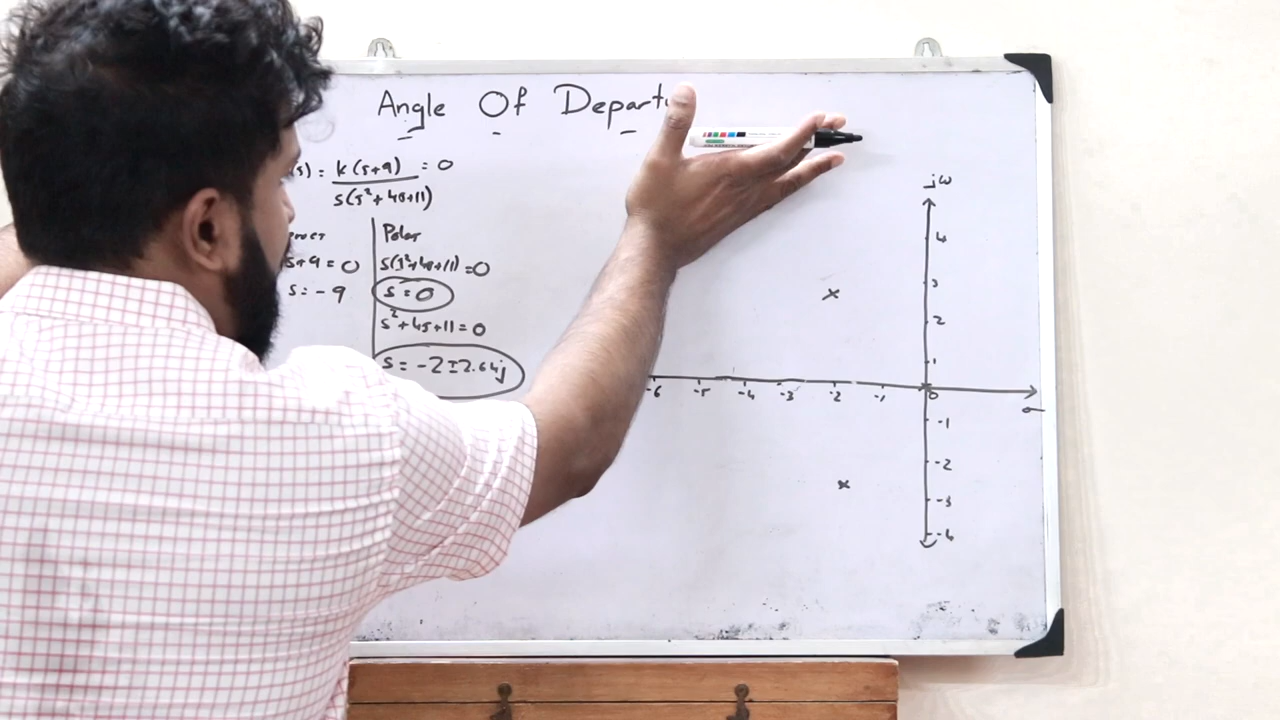 Angle Of Depart
s) = K(s+9) = 0
s(s²+4s+11)
Poles
s+9 = 0
s(s²+4s+11) = 0
s = -9
s = 0
s²+4s+11 = 0
s = -2±2.64j
jω
4
3
2
1
-6 -5 -4 -3 -2 -1 0
σ
-1
-2
-3
-4